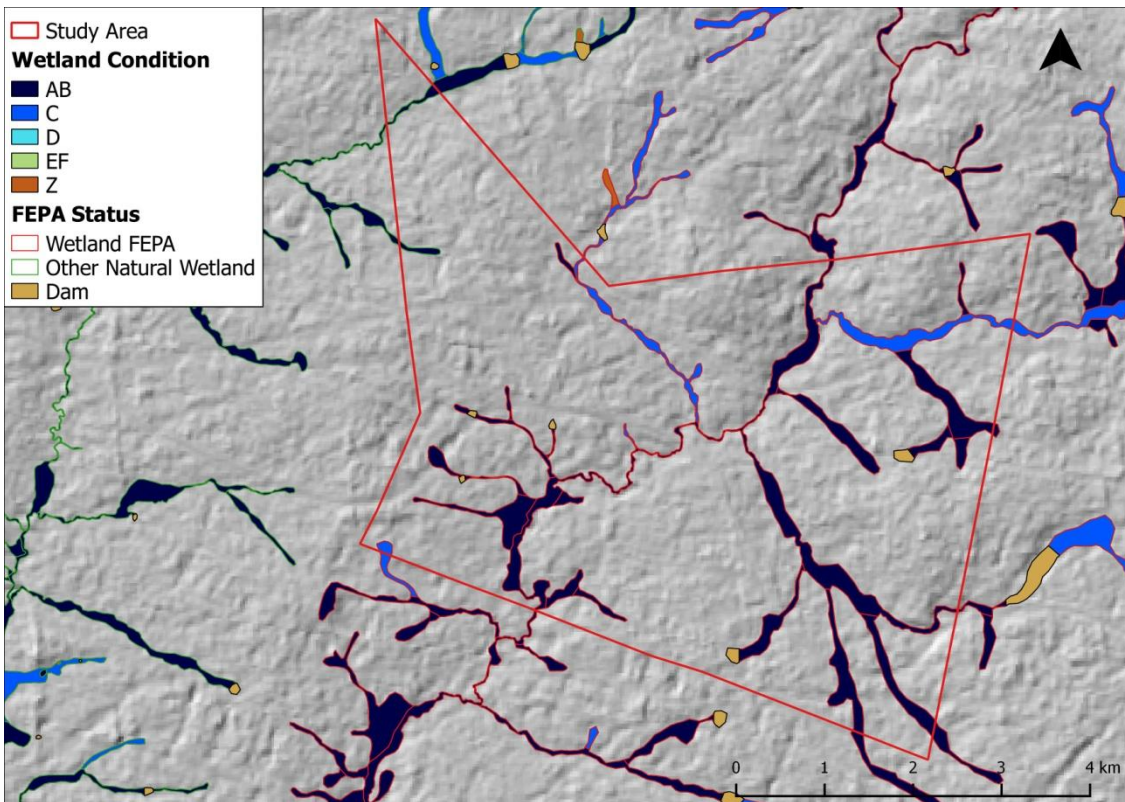 Study Area
Wetland Condition
AB
C
D
EF
Z
FEPA Status
Wetland FEPA
Other Natural Wetland
Dam
0 1 2 3 4 km